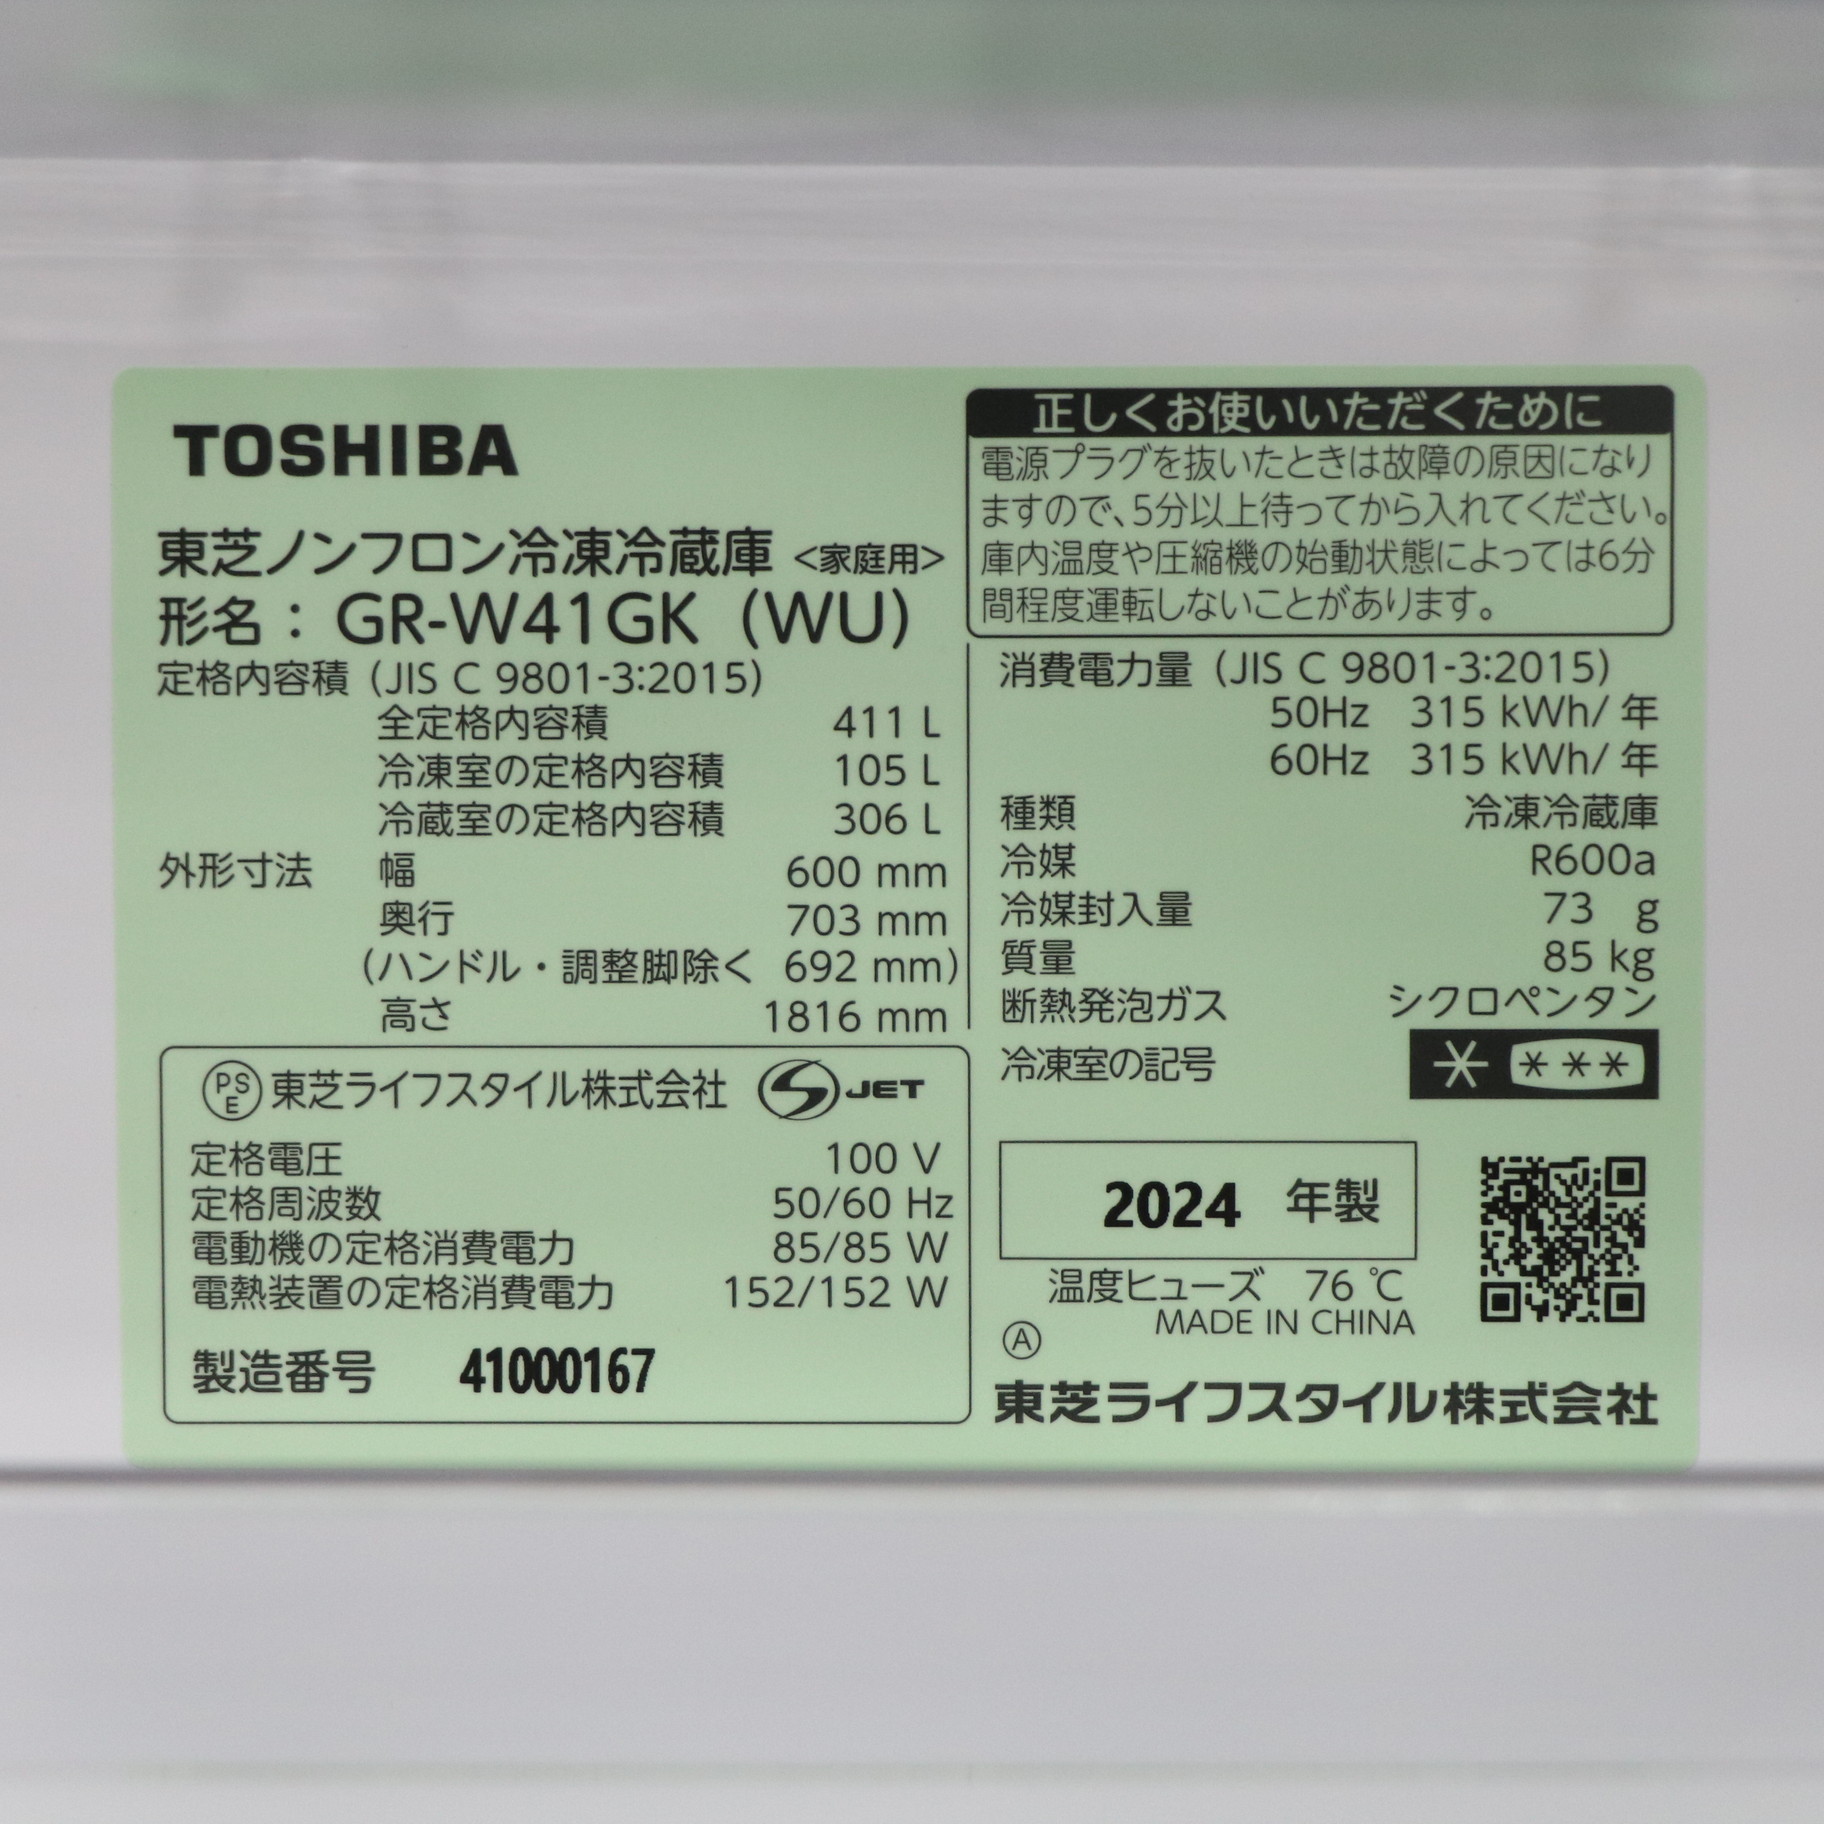 TOSHIBA
東芝ノンフロン冷凍冷蔵庫 <家庭用>
形名： GR-W41GK (WU)
定格内容積 (JIS C 9801-3:2015)
全定格内容積 411 L
冷凍室の定格内容積 105 L
冷蔵室の定格内容積 306 L
外形寸法 幅 600 mm
奥行 703 mm
(ハンドル・調整脚除く 692 mm)
高さ 1816 mm
PSE 東芝ライフスタイル株式会社 S JET
定格電圧 100 V
定格周波数 50/60 Hz
電動機の定格消費電力 85/85 W
電熱装置の定格消費電力 152/152 W
製造番号 41000167
正しくお使いいただくために
電源プラグを抜いたときは故障の原因になり
ますので、5分以上待ってから入れてください。
庫内温度や圧縮機の始動状態によっては6分
間程度運転しないことがあります。
消費電力量 (JIS C 9801-3:2015)
50Hz 315 kWh/年
60Hz 315 kWh/年
種類 冷凍冷蔵庫
冷媒 R600a
冷媒封入量 73 g
質量 85 kg
断熱発泡ガス シクロペンタン
冷凍室の記号 * ***
2024 年製
温度ヒューズ 76 ℃
MADE IN CHINA
Ⓐ
東芝ライフスタイル株式会社